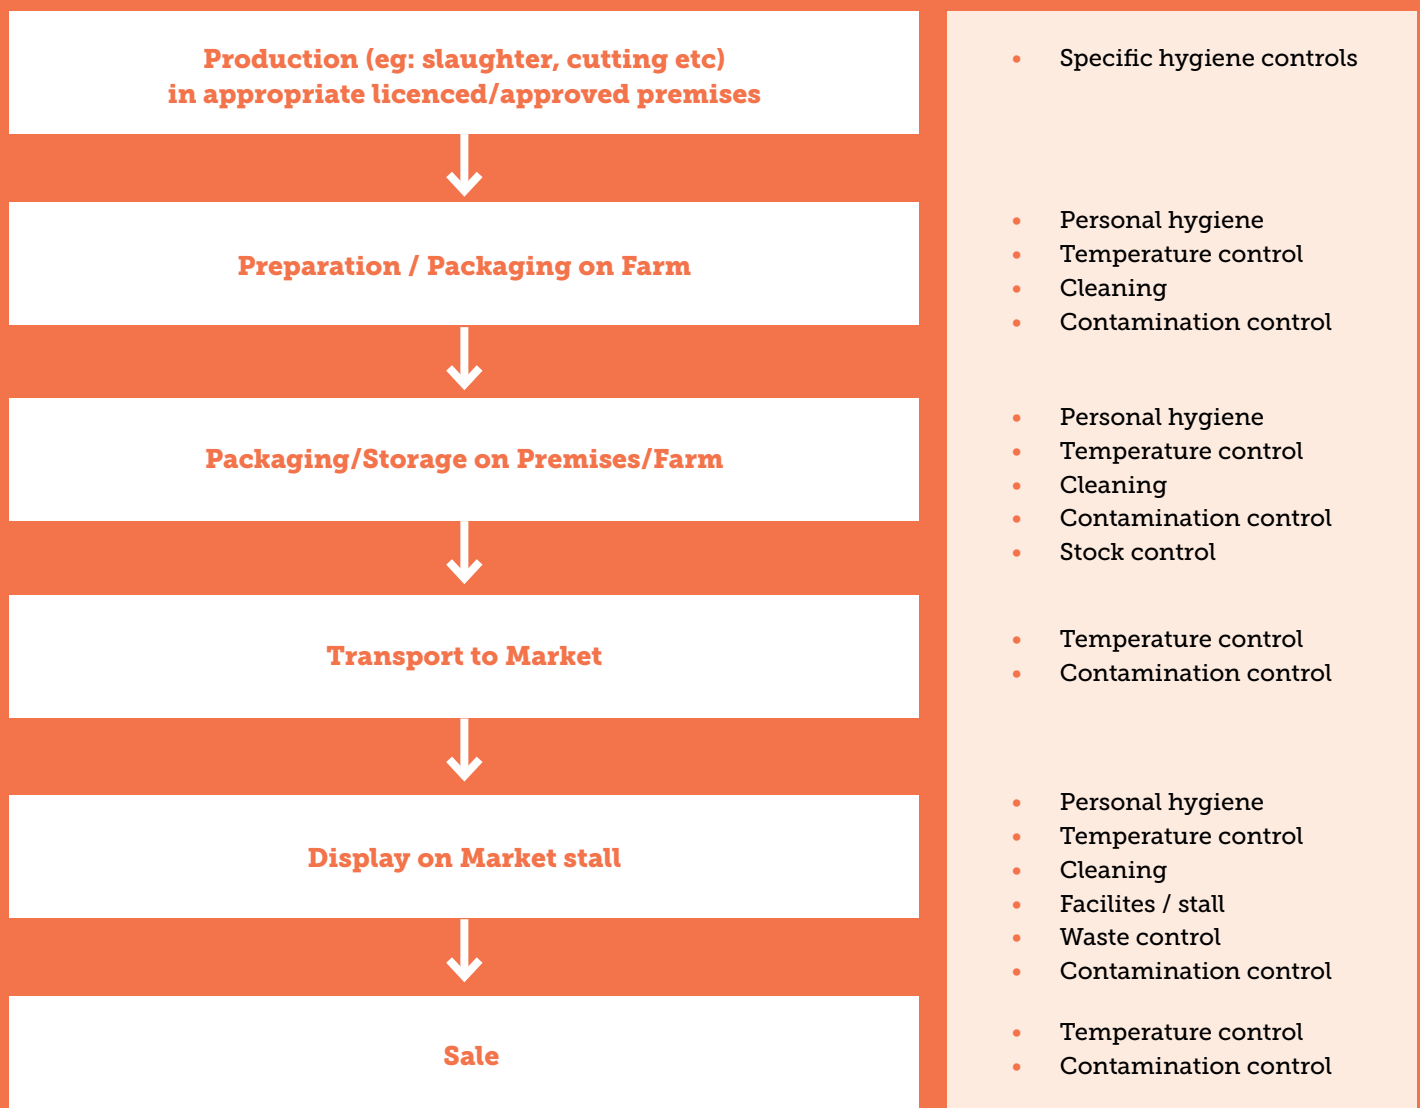 Production (eg: slaughter, cutting etc)
in appropriate licenced/approved premises
• Specific hygiene controls
Preparation / Packaging on Farm
• Personal hygiene
• Temperature control
• Cleaning
• Contamination control
Packaging/Storage on Premises/Farm
• Personal hygiene
• Temperature control
• Cleaning
• Contamination control
• Stock control
Transport to Market
• Temperature control
• Contamination control
Display on Market stall
• Personal hygiene
• Temperature control
• Cleaning
• Facilites / stall
• Waste control
• Contamination control
Sale
• Temperature control
• Contamination control